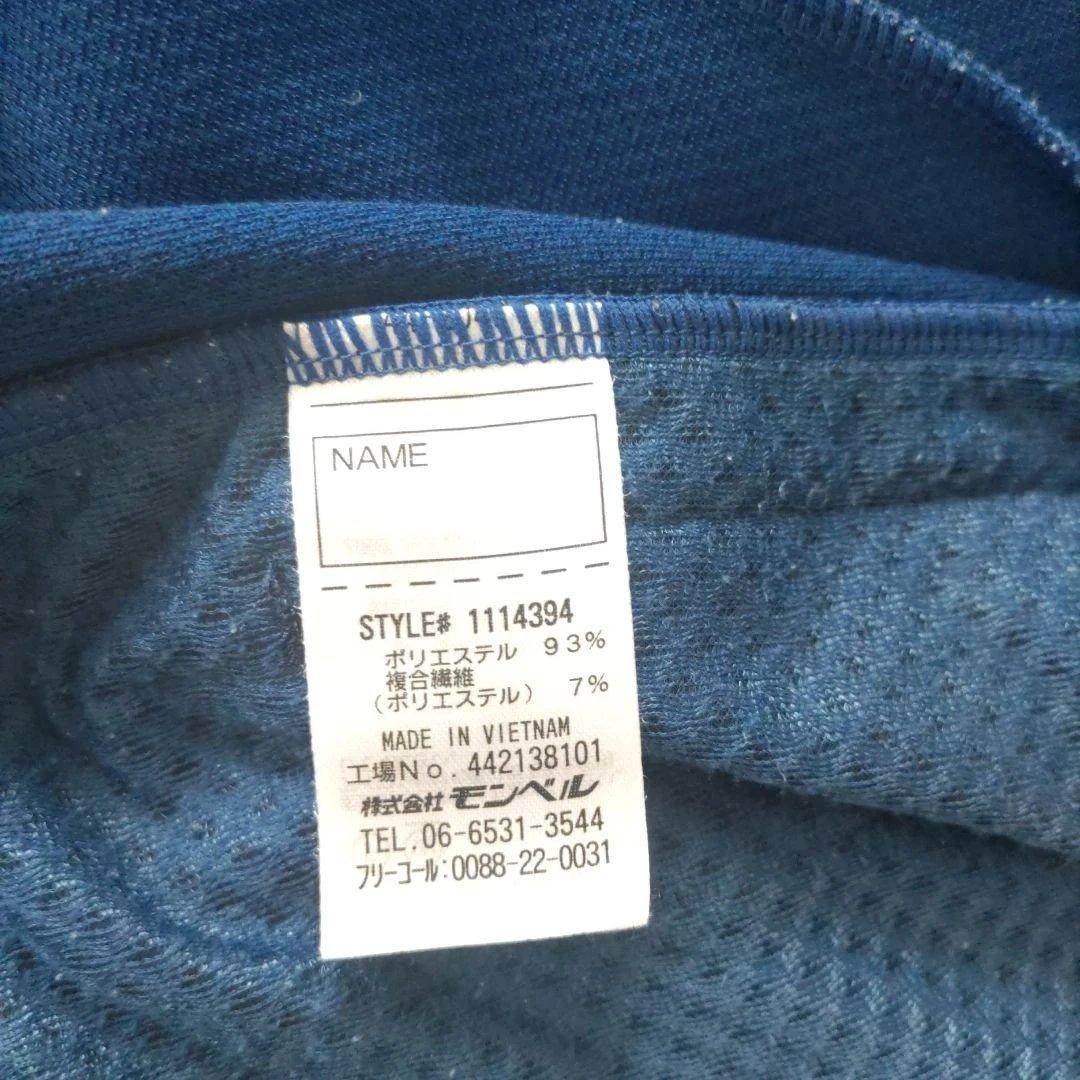 NAME
STYLE# 1114394
ポリエステル 93%
複合繊維
(ポリエステル) 7%
MADE IN VIETNAM
工場No.442138101
株式会社 モンベル
TEL.06-6531-3544
フリーコール:0088-22-0031